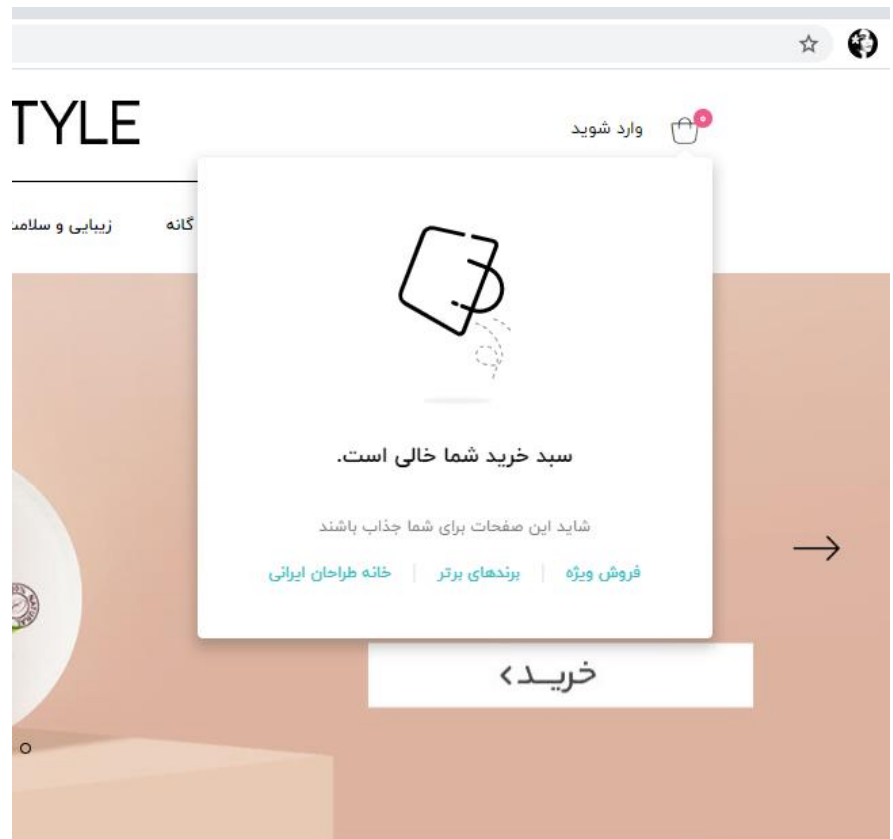 TYLE
وارد شوید
۰
گانه
زیبایی و سلامت
سبد خرید شما خالی است.
شاید این صفحات برای شما جذاب باشند
فروش ویژه | برندهای برتر | خانه طراحان ایرانی
خریــد>